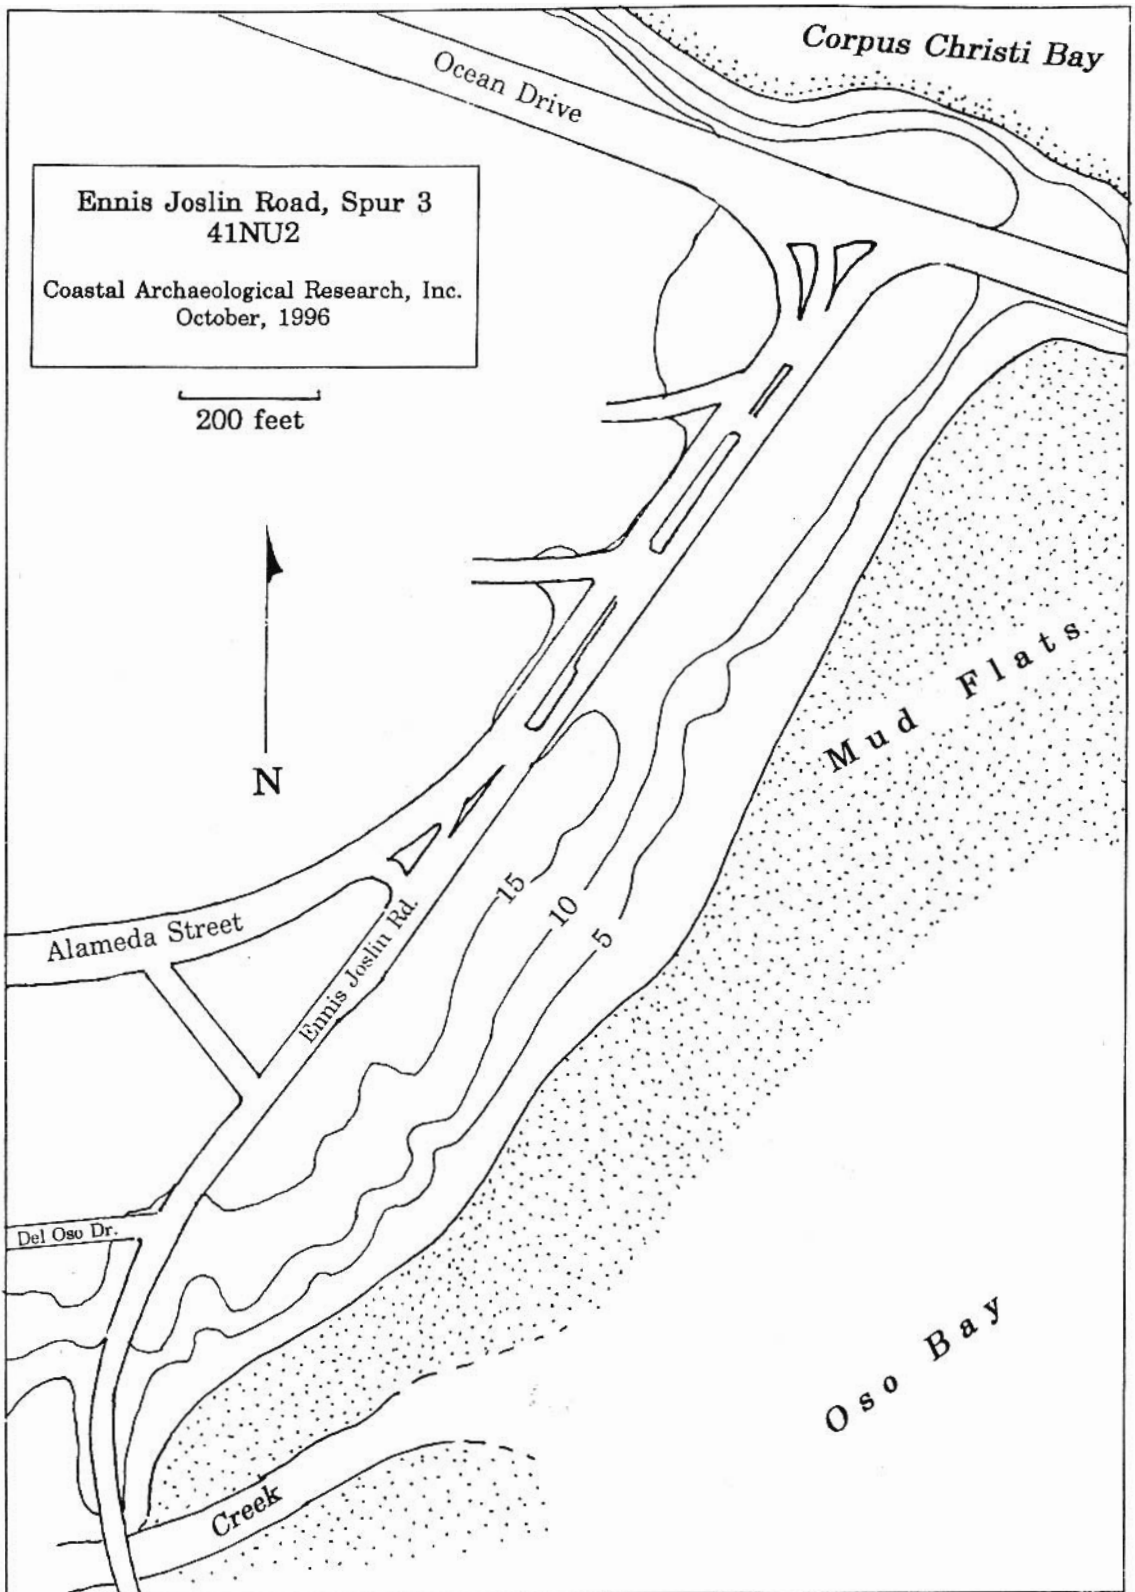 Corpus Christi Bay
Ocean Drive
Ennis Joslin Road, Spur 3
41NU2
Coastal Archaeological Research, Inc.
October, 1996
200 feet
N
Mud Flats
15
10
5
Alameda Street
Ennis Joslin Rd.
Del Oso Dr.
Oso Bay
Creek